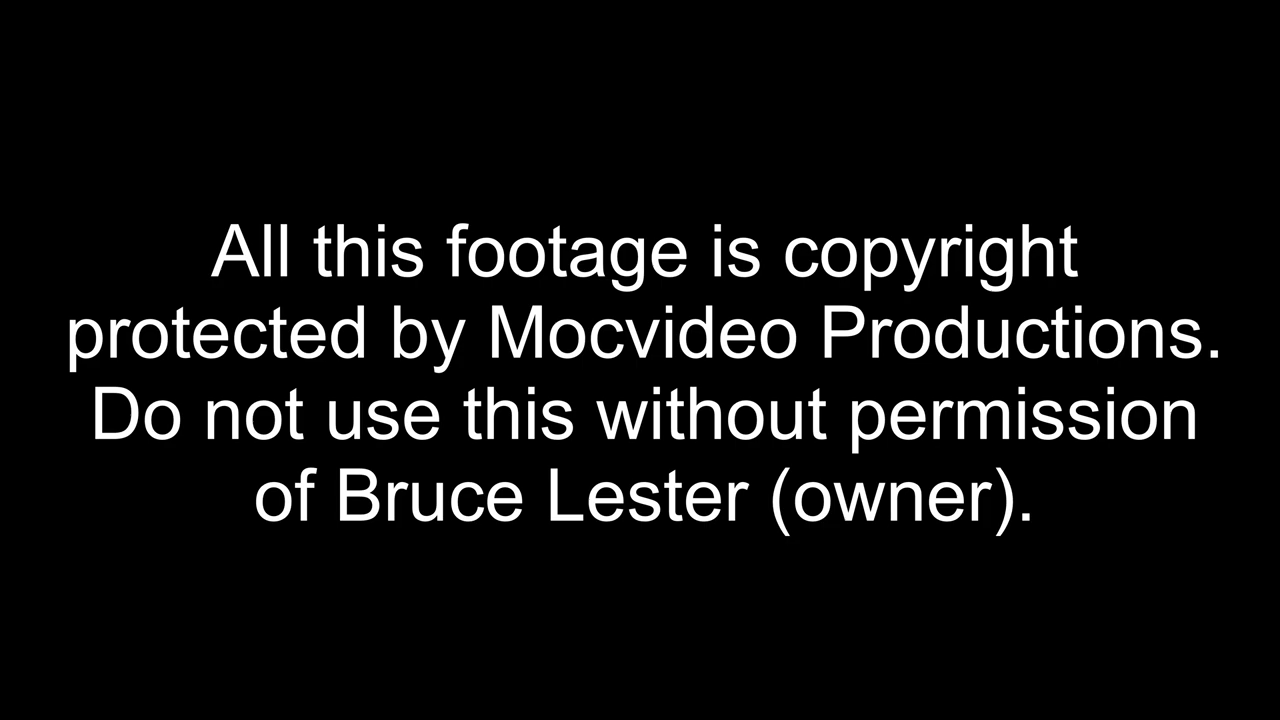 All this footage is copyright
protected by Mocvideo Productions.
Do not use this without permission
of Bruce Lester (owner).